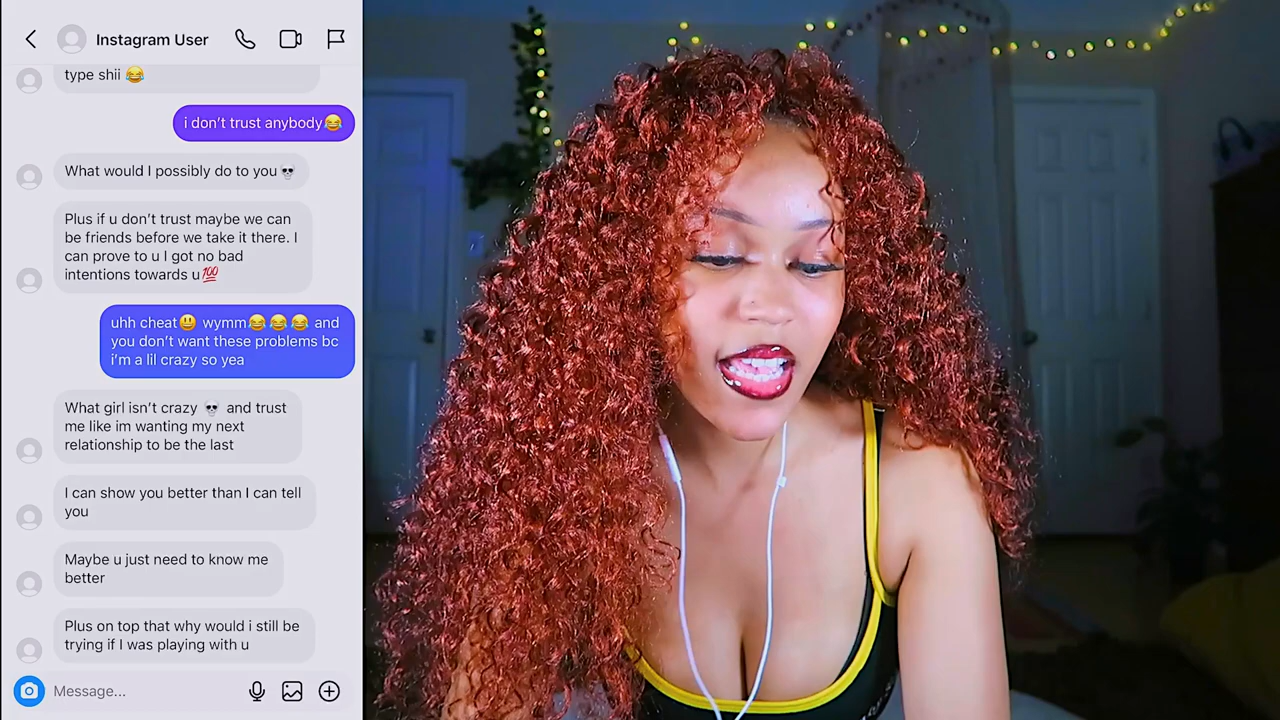 Instagram User
type shii 😂
i don't trust anybody😂
What would I possibly do to you💀
Plus if u don't trust maybe we can
be friends before we take it there. I
can prove to u I got no bad
intentions towards u💯
uhh cheat😃 wymm😂😂😂 and
you don't want these problems bc
i'm a lil crazy so yea
What girl isn't crazy 💀 and trust
me like im wanting my next
relationship to be the last
I can show you better than I can tell
you
Maybe u just need to know me
better
Plus on top that why would i still be
trying if I was playing with u
Message...